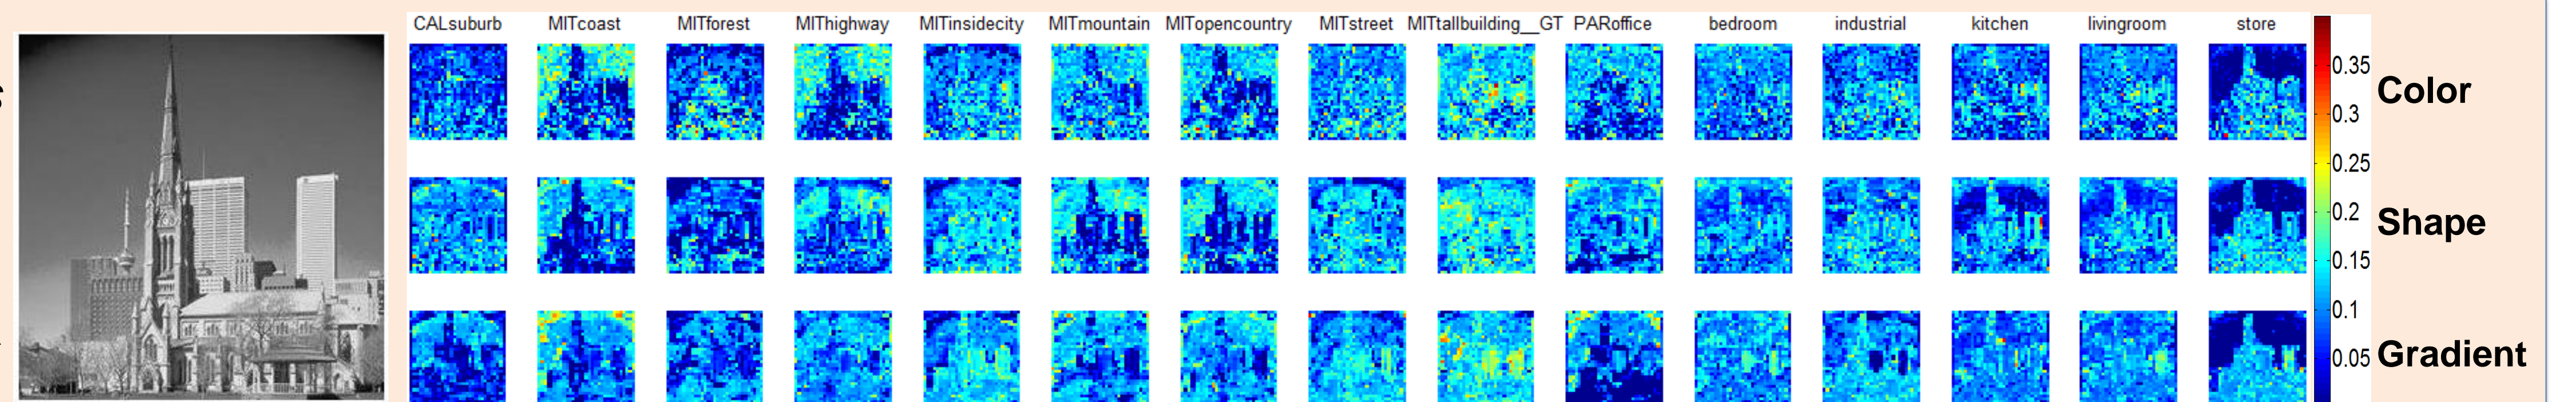 CALsuburb MITcoast MITforest MIThighway MITinsidecity MITmountain MITopencountry MITstreet MITtallbuilding__GT PARoffice bedroom industrial kitchen livingroom store
0.35
Color
0.3
0.25
0.2
Shape
0.15
0.1
0.05
Gradient